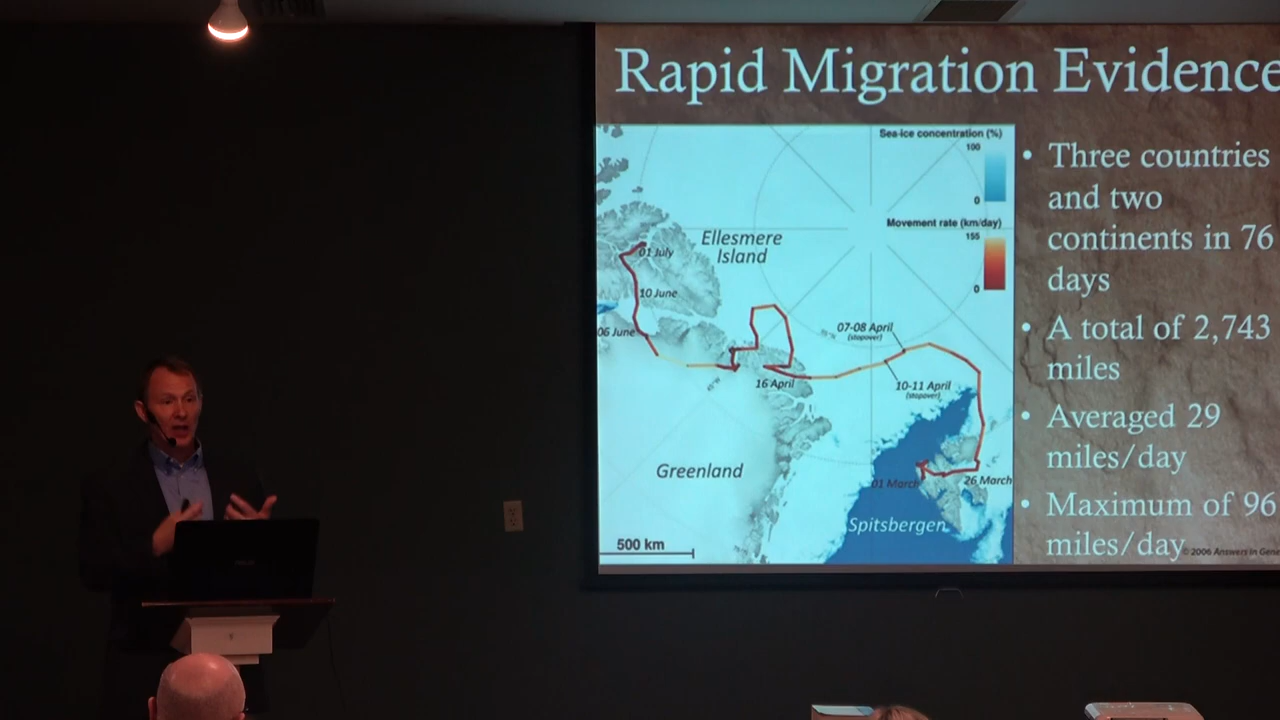 Rapid Migration Evidence
Sea-ice concentration (%)
100
0
Movement rate (km/day)
155
0
Ellesmere
Island
01 July
10 June
06 June
07-08 April
(stopover)
16 April
10-11 April
(stopover)
Greenland
01 March
26 March
Spitsbergen
500 km
• Three countries
and two
continents in 76
days
• A total of 2,743
miles
• Averaged 29
miles/day
• Maximum of 96
miles/day
© 2006 Answers in Gene